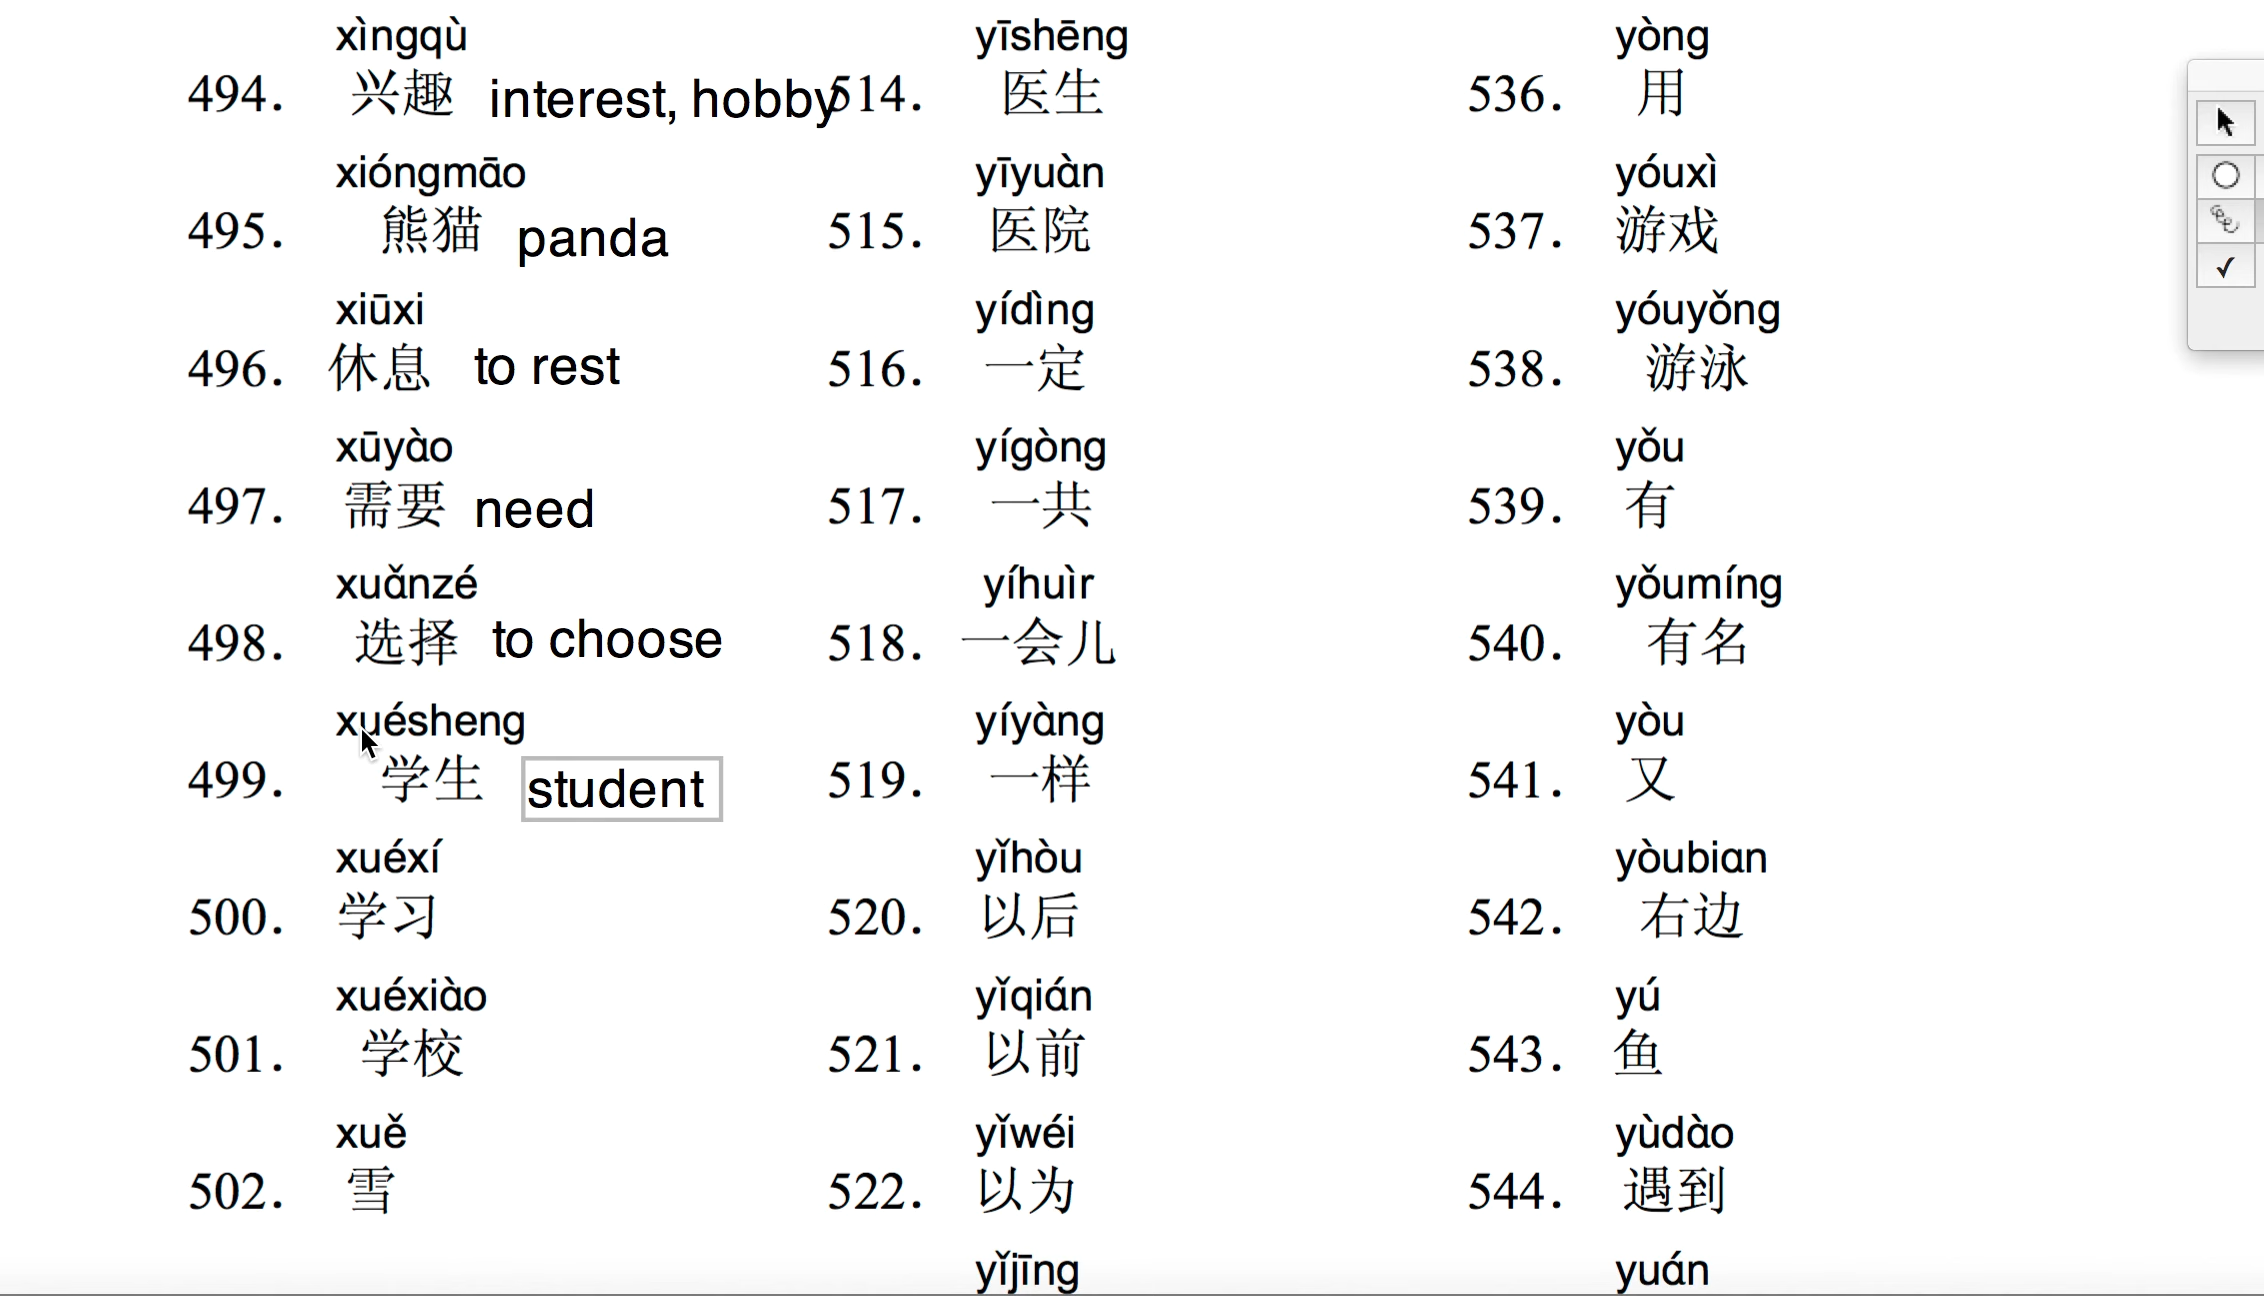 xìngqù
494. 兴趣 interest, hobby
xióngmāo
495. 熊猫 panda
xiūxi
496. 休息 to rest
xūyào
497. 需要 need
xuǎnzé
498. 选择 to choose
xuésheng
499. 学生 student
xuéxí
500. 学习
xuéxiào
501. 学校
xuě
502. 雪
yīshēng
514. 医生
yīyuàn
515. 医院
yídìng
516. 一定
yígòng
517. 一共
yíhuìr
518. 一会儿
yíyàng
519. 一样
yǐhòu
520. 以后
yǐqián
521. 以前
yǐwéi
522. 以为
yǐjīng
yòng
536. 用
yóuxì
537. 游戏
yóuyǒng
538. 游泳
yǒu
539. 有
yǒumíng
540. 有名
yòu
541. 又
yòubian
542. 右边
yú
543. 鱼
yùdào
544. 遇到
yuán